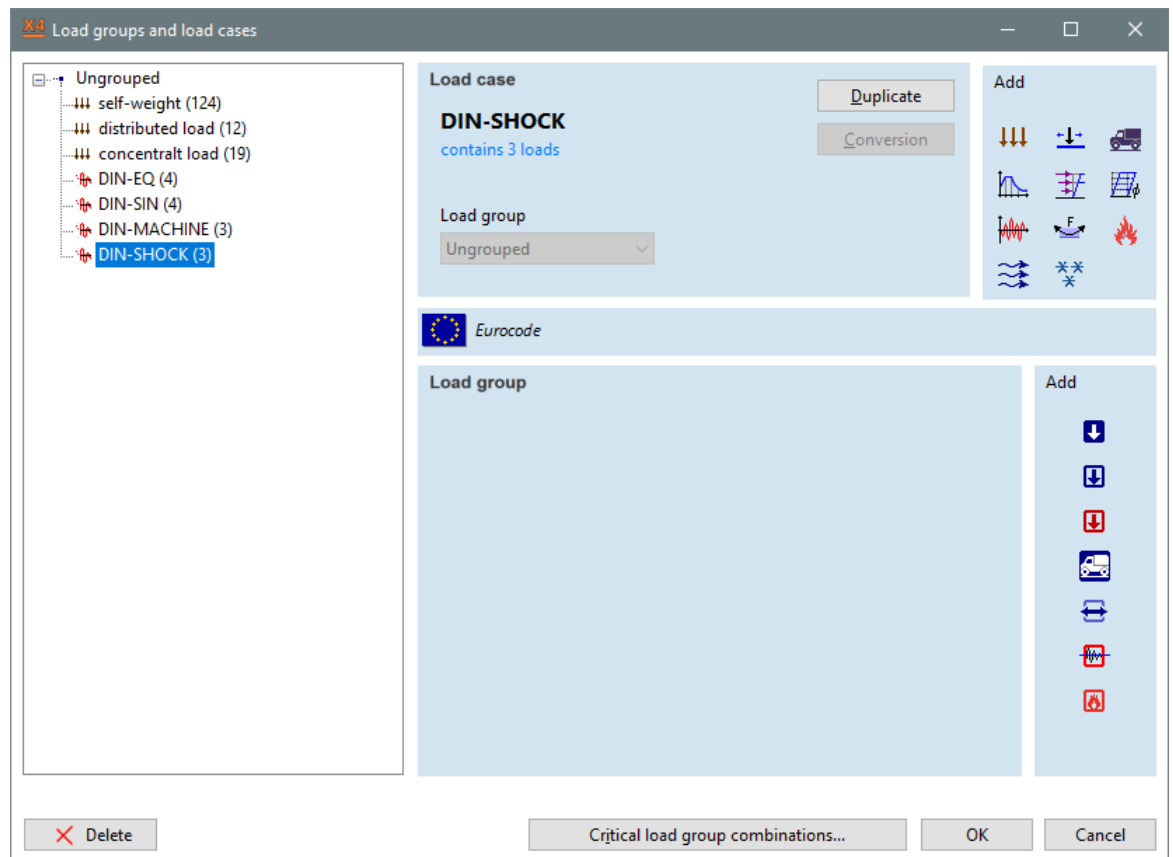 X4 Load groups and load cases
Ungrouped
self-weight (124)
distributed load (12)
concentralt load (19)
DIN-EQ (4)
DIN-SIN (4)
DIN-MACHINE (3)
DIN-SHOCK (3)
Load case
DIN-SHOCK
contains 3 loads
Duplicate
Conversion
Load group
Ungrouped
Add
F
Eurocode
Load group
Add
Delete
Critical load group combinations...
OK
Cancel